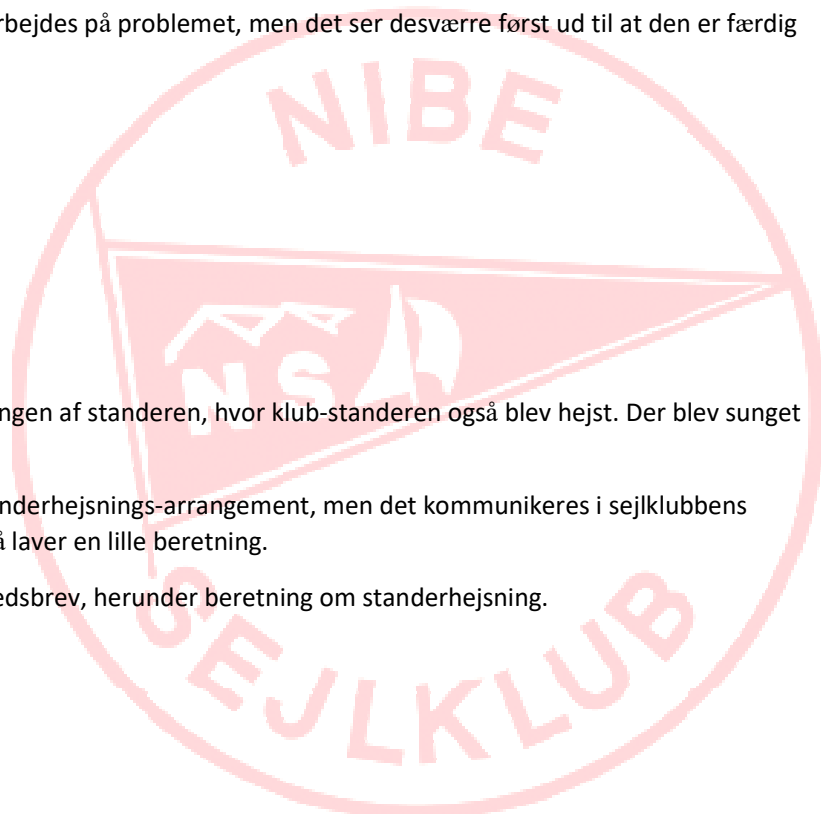 rbejdes på problemet, men det ser desværre først ud til at den er færdig
NIBE
NS
ngen af standeren, hvor klub-standeren også blev hejst. Der blev sunget
nderhejsnings-arrangement, men det kommunikeres i sejlklubbens
å laver en lille beretning.
edsbrev, herunder beretning om standerhejsning.
SEJLKLUB